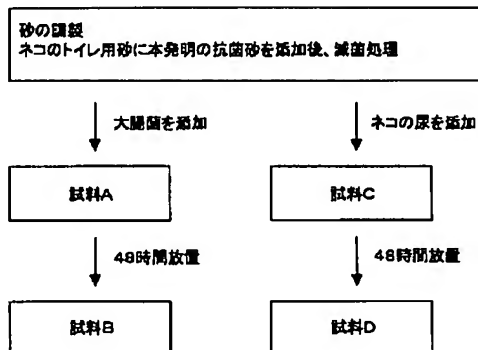 砂の調製
ネコのトイレ用砂に本発明の抗菌砂を添加後、滅菌処理
大腸菌を添加
ネコの尿を添加
試料A
試料C
48時間放置
48時間放置
試料B
試料D